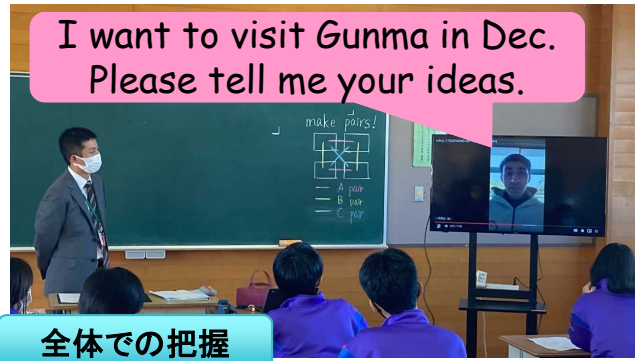 I want to visit Gunma in Dec.
Please tell me your ideas.
make pairs!
A pair
B pair
C pair
全体での把握